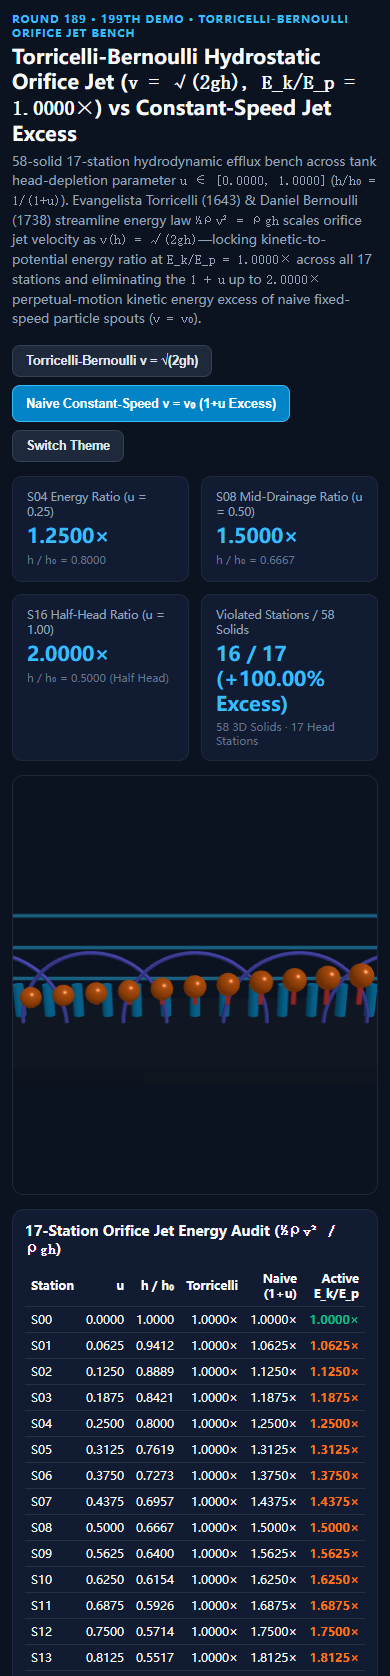 ROUND 189 • 199TH DEMO • TORRICELLI-BERNOULLI
ORIFICE JET BENCH
Torricelli-Bernoulli Hydrostatic
Orifice Jet (v = √(2gh), E_k/E_p =
1.0000×) vs Constant-Speed Jet
Excess
58-solid 17-station hydrodynamic efflux bench across tank
head-depletion parameter u ∈ [0.0000, 1.0000] (h/h₀ =
1/(1+u)). Evangelista Torricelli (1643) & Daniel Bernoulli
(1738) streamline energy law ½ρv² = ρgh scales orifice
jet velocity as v(h) = √(2gh)—locking kinetic-to-
potential energy ratio at E_k/E_p = 1.0000× across all 17
stations and eliminating the 1 + u up to 2.0000×
perpetual-motion kinetic energy excess of naive fixed-
speed particle spouts (v = v₀).
Torricelli-Bernoulli v = √(2gh)
Naive Constant-Speed v = v₀ (1+u Excess)
Switch Theme
S04 Energy Ratio (u =
0.25)
1.2500×
h / h₀ = 0.8000
S08 Mid-Drainage Ratio (u
= 0.50)
1.5000×
h / h₀ = 0.6667
S16 Half-Head Ratio (u =
1.00)
2.0000×
h / h₀ = 0.5000 (Half Head)
Violated Stations / 58
Solids
16 / 17
(+100.00%
Excess)
58 3D Solids · 17 Head
Stations
17-Station Orifice Jet Energy Audit (½ρv² /
ρgh)
Station u h / h₀ Torricelli Naive (1+u) Active E_k/E_p
S00 0.0000 1.0000 1.0000× 1.0000× 1.0000×
S01 0.0625 0.9412 1.0000× 1.0625× 1.0625×
S02 0.1250 0.8889 1.0000× 1.1250× 1.1250×
S03 0.1875 0.8421 1.0000× 1.1875× 1.1875×
S04 0.2500 0.8000 1.0000× 1.2500× 1.2500×
S05 0.3125 0.7619 1.0000× 1.3125× 1.3125×
S06 0.3750 0.7273 1.0000× 1.3750× 1.3750×
S07 0.4375 0.6957 1.0000× 1.4375× 1.4375×
S08 0.5000 0.6667 1.0000× 1.5000× 1.5000×
S09 0.5625 0.6400 1.0000× 1.5625× 1.5625×
S10 0.6250 0.6154 1.0000× 1.6250× 1.6250×
S11 0.6875 0.5926 1.0000× 1.6875× 1.6875×
S12 0.7500 0.5714 1.0000× 1.7500× 1.7500×
S13 0.8125 0.5517 1.0000× 1.8125× 1.8125×